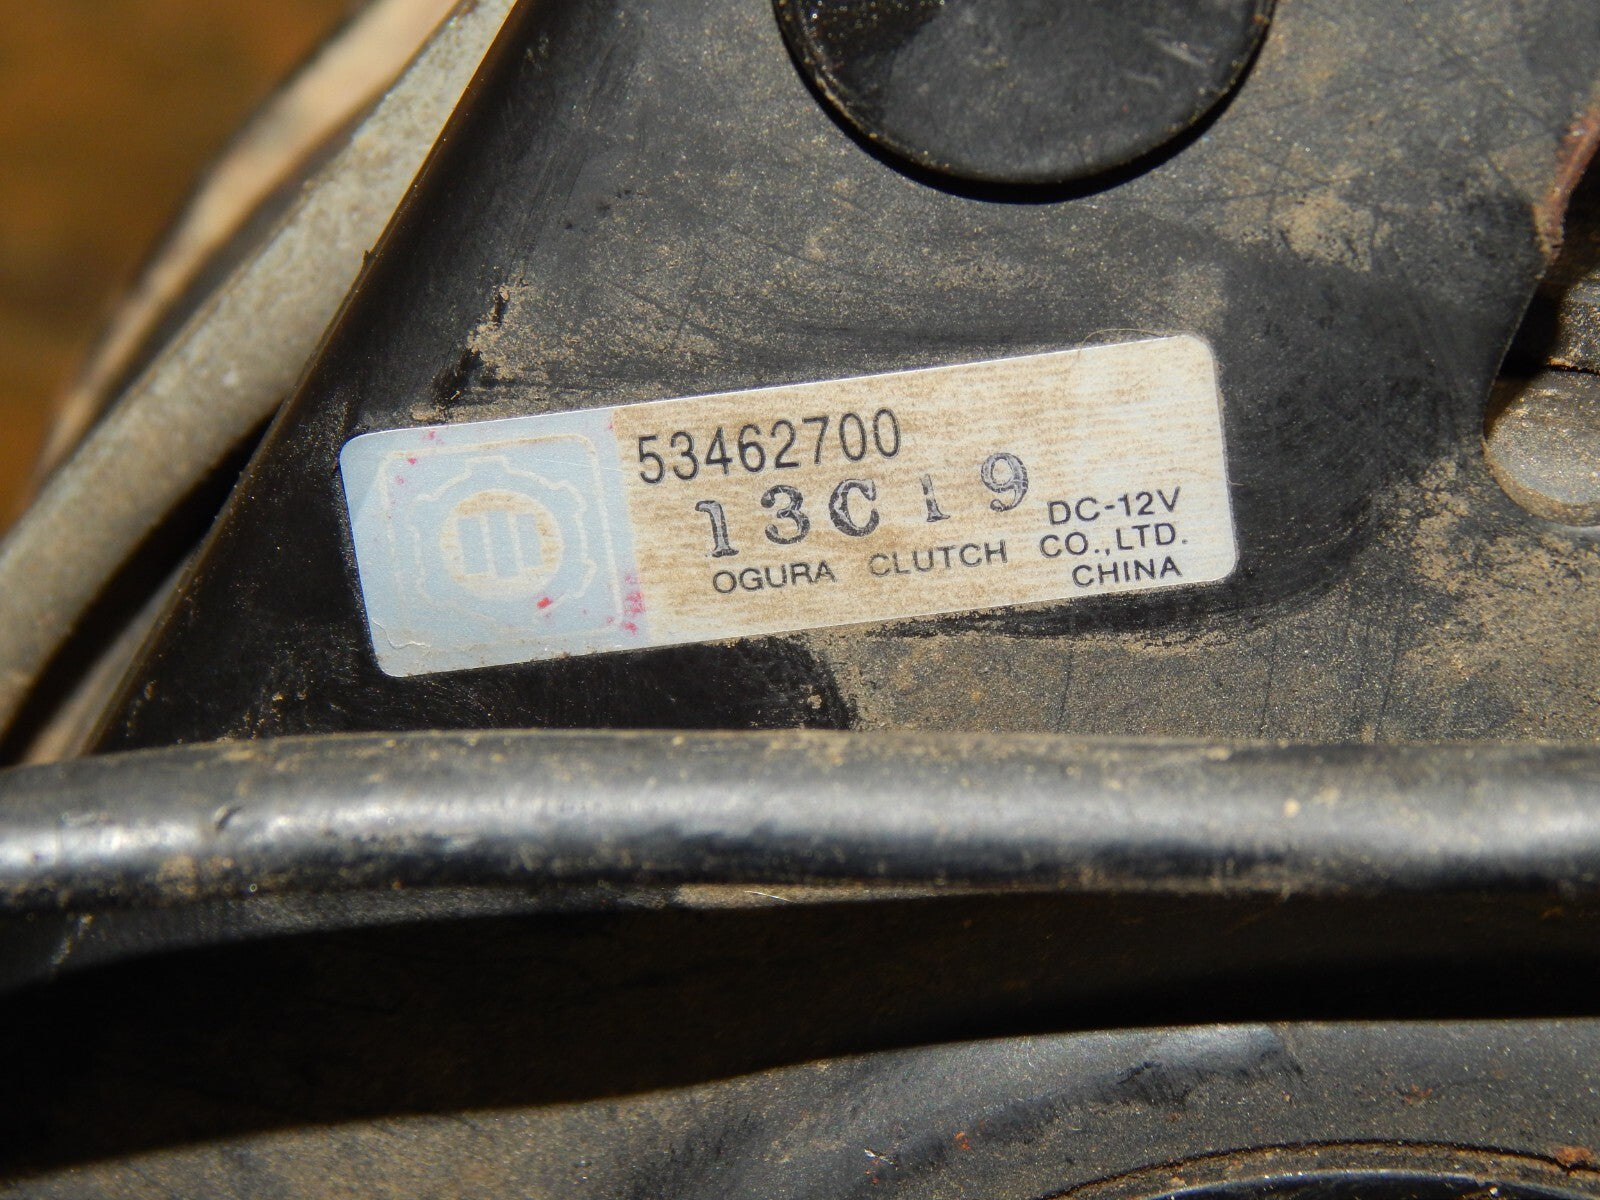 53462700
13C19
DC-12V
OGURA CLUTCH CO.,LTD.
CHINA